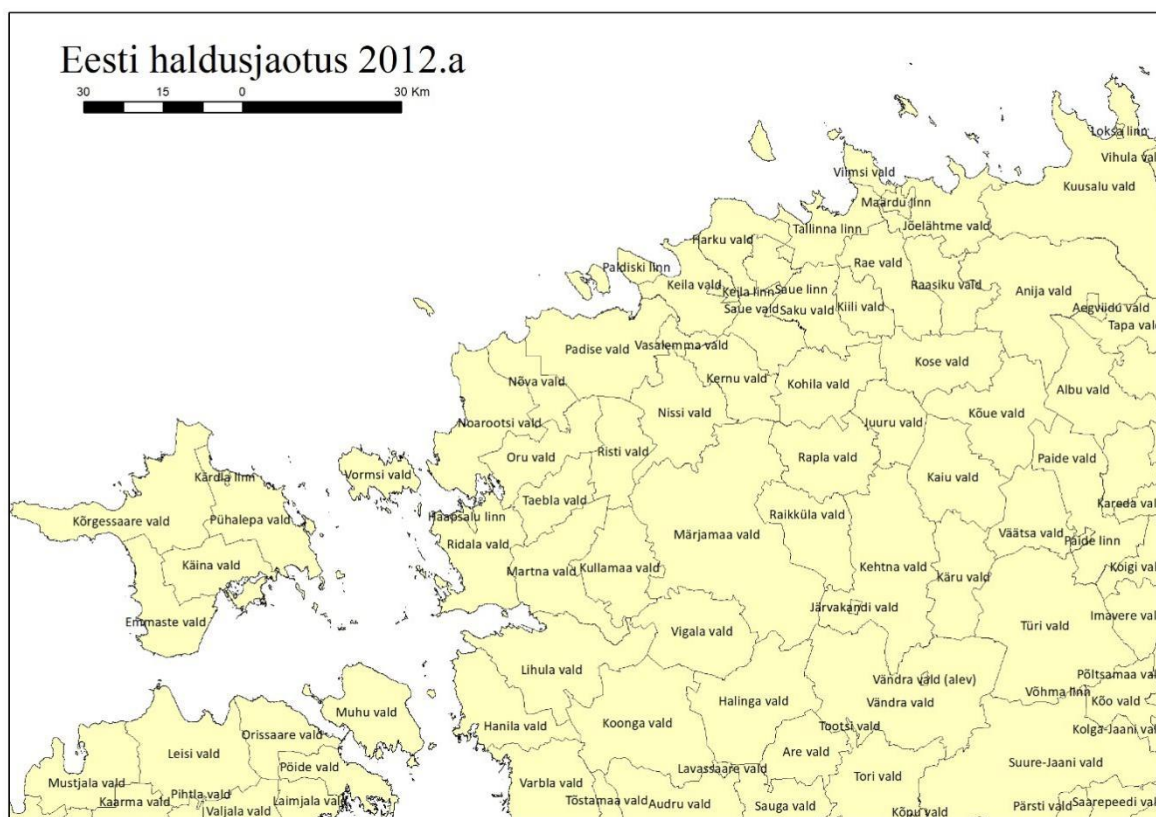 Eesti haldusjaotus 2012.a
30 15 0 30 Km
Loksa linn
Vihula val
Kuusalu vald
Viimsi vald
Maardu linn
Jõelähtme vald
Tallinna linn
Harku vald
Rae vald
Paldiski linn
Keila vald
Keila linn
Saue linn
Raasiku vald
Anija vald
Saue vald
Saku vald
Kiili vald
Aegviidu vald
Tapa vald
Padise vald
Vasalemma vald
Kose vald
Nõva vald
Kernu vald
Kohila vald
Albu vald
Noarootsi vald
Nissi vald
Juuru vald
Kõue vald
Oru vald
Risti vald
Rapla vald
Paide vald
Vormsi vald
Kärdla linn
Kaiu vald
Taebla vald
Kareda val
Kõrgessaare vald
Pühalepa vald
Haapsalu linn
Raikküla vald
Märjamaa vald
Väätsa vald
Paide linn
Ridala vald
Käina vald
Martna vald
Kullamaa vald
Kehtna vald
Käru vald
Kõigi val
Emmaste vald
Järvakandi vald
Imavere vald
Vigala vald
Türi vald
Lihula vald
Vändra vald (alev)
Põltsamaa val
Võhma linn
Kõo vald
Muhu vald
Hanila vald
Koonga vald
Halinga vald
Vändra vald
Orissaare vald
Tootsi vald
Kolga-Jaani val
Leisi vald
Are vald
Suure-Jaani vald
Põide vald
Lavassaare vald
Tori vald
Mustjala vald
Varbla vald
Kaarma vald
Pihtla vald
Laimjala vald
Tõstamaa vald
Audru vald
Sauga vald
Pärsti vald
Saarepeedi val
Valjala vald
Kõpu vald